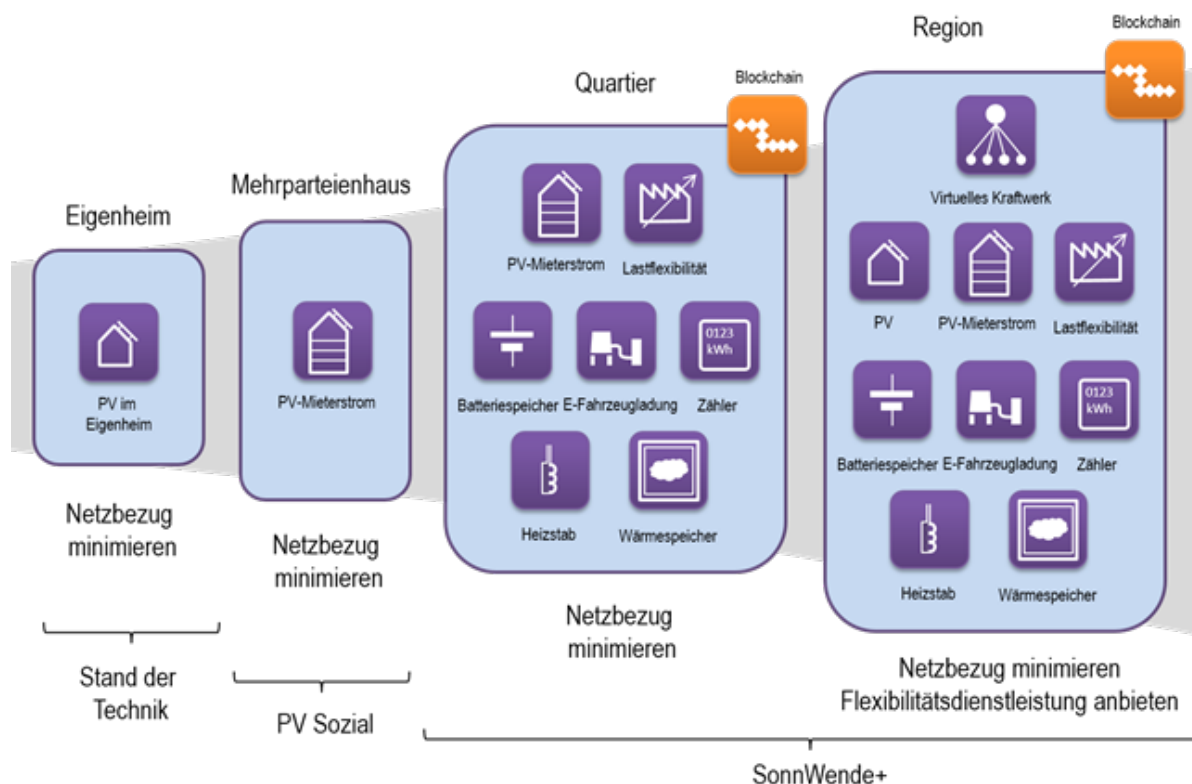 Eigenheim
PV im
Eigenheim
Netzbezug
minimieren
Stand der
Technik
Mehrparteienhaus
PV-Mieterstrom
Netzbezug
minimieren
PV Sozial
Quartier
Blockchain
PV-Mieterstrom
Lastflexibilität
0123
kWh
Batteriespeicher
E-Fahrzeugladung
Zähler
Heizstab
Wärmespeicher
Netzbezug
minimieren
Region
Blockchain
Virtuelles Kraftwerk
PV
PV-Mieterstrom
Lastflexibilität
0123
kWh
Batteriespeicher
E-Fahrzeugladung
Zähler
Heizstab
Wärmespeicher
Netzbezug minimieren
Flexibilitätsdienstleistung anbieten
SonnWende+